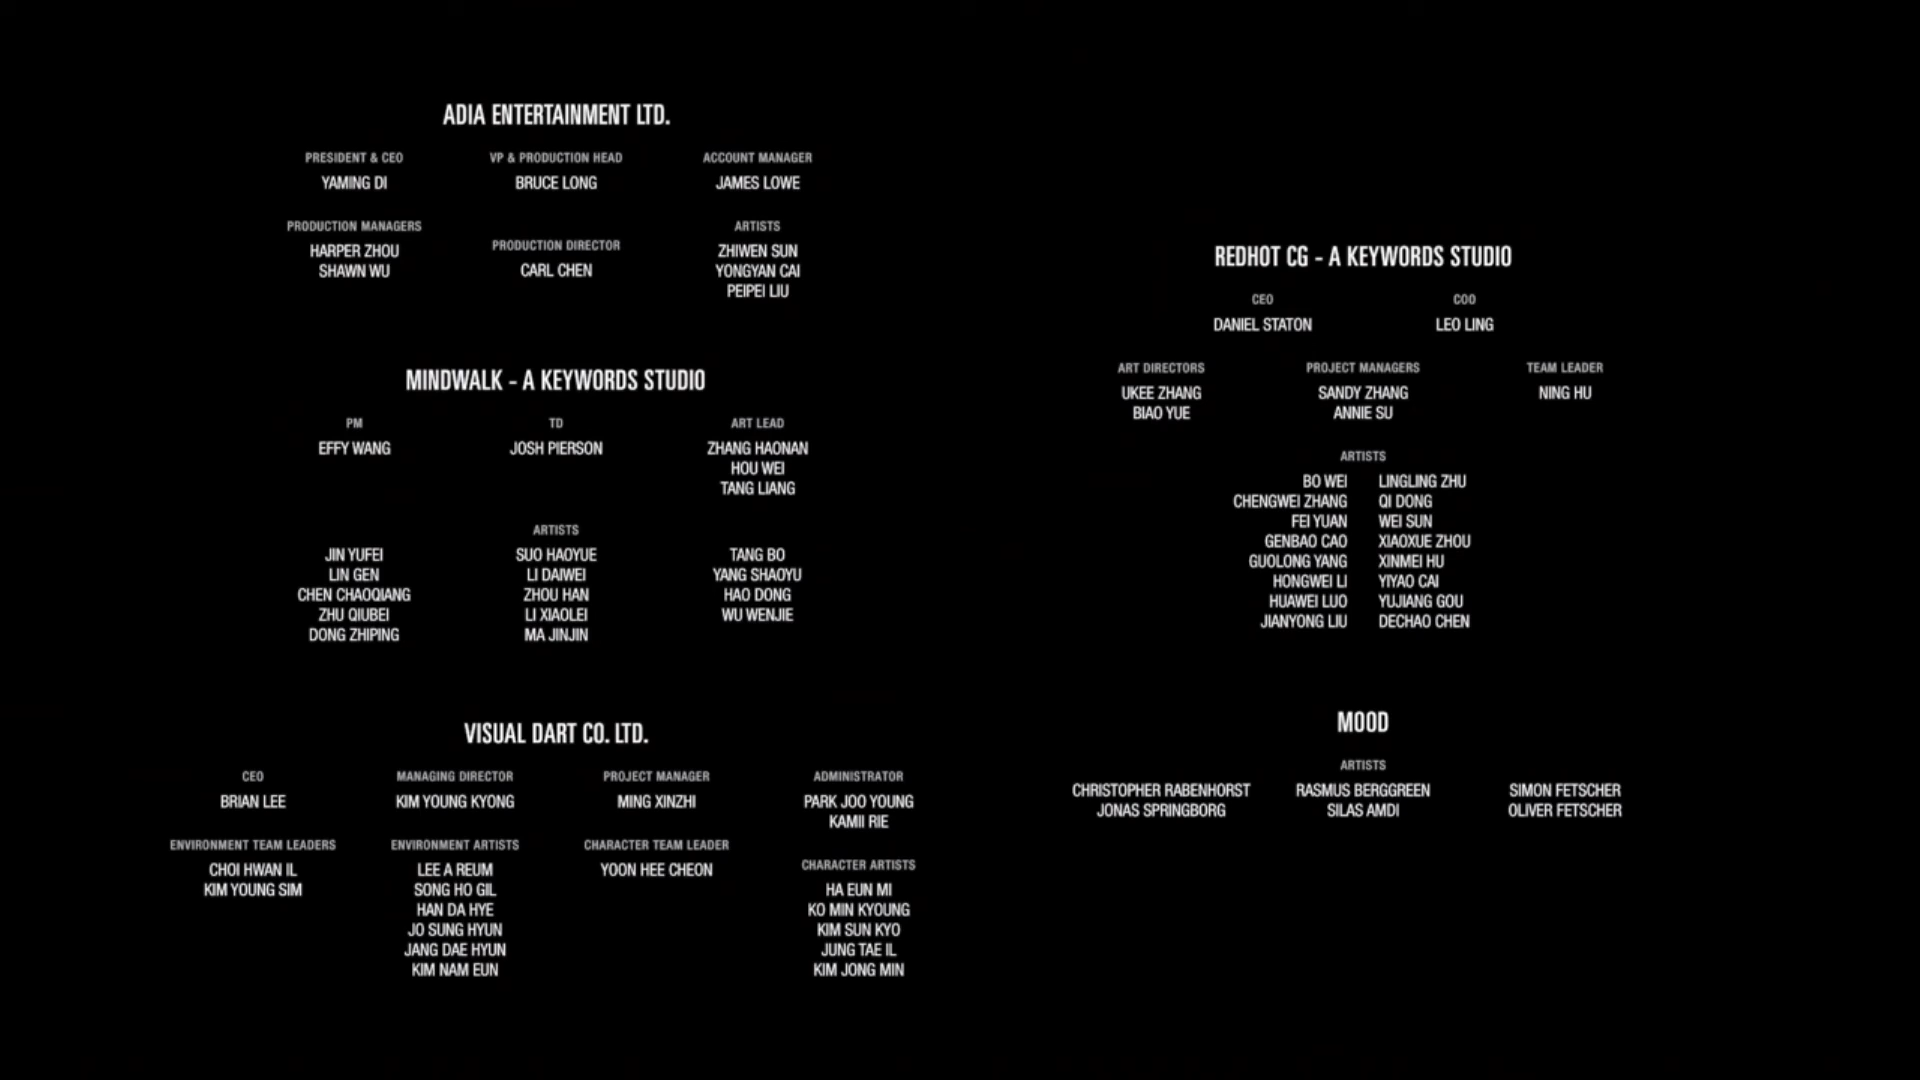 ADIA ENTERTAINMENT LTD.
PRESIDENT & CEO
YAMING DI
VP & PRODUCTION HEAD
BRUCE LONG
ACCOUNT MANAGER
JAMES LOWE
PRODUCTION MANAGERS
HARPER ZHOU
SHAWN WU
PRODUCTION DIRECTOR
CARL CHEN
ARTISTS
ZHIWEN SUN
YONGYAN CAI
PEIPEI LIU
MINDWALK - A KEYWORDS STUDIO
PM
EFFY WANG
TD
JOSH PIERSON
ART LEAD
ZHANG HAONAN
HOU WEI
TANG LIANG
ARTISTS
JIN YUFEI
LIN GEN
CHEN CHAOQIANG
ZHU QIUBEI
DONG ZHIPING
SUO HAOYUE
LI DAIWEI
ZHOU HAN
LI XIAOLEI
MA JINJIN
TANG BO
YANG SHAOYU
HAO DONG
WU WENJIE
VISUAL DART CO. LTD.
CEO
BRIAN LEE
MANAGING DIRECTOR
KIM YOUNG KYONG
PROJECT MANAGER
MING XINZHI
ADMINISTRATOR
PARK JOO YOUNG
KAMII RIE
ENVIRONMENT TEAM LEADERS
CHOI HWAN IL
KIM YOUNG SIM
ENVIRONMENT ARTISTS
LEE A REUM
SONG HO GIL
HAN DA HYE
JO SUNG HYUN
JANG DAE HYUN
KIM NAM EUN
CHARACTER TEAM LEADER
YOON HEE CHEON
CHARACTER ARTISTS
HA EUN MI
KO MIN KYOUNG
KIM SUN KYO
JUNG TAE IL
KIM JONG MIN
REDHOT CG - A KEYWORDS STUDIO
CEO
DANIEL STATON
COO
LEO LING
ART DIRECTORS
UKEE ZHANG
BIAO YUE
PROJECT MANAGERS
SANDY ZHANG
ANNIE SU
TEAM LEADER
NING HU
ARTISTS
BO WEI
CHENGWEI ZHANG
FEI YUAN
GENBAO CAO
GUOLONG YANG
HONGWEI LI
HUAWEI LUO
JIANYONG LIU
LINGLING ZHU
QI DONG
WEI SUN
XIAOXUE ZHOU
XINMEI HU
YIYAO CAI
YUJIANG GOU
DECHAO CHEN
MOOD
ARTISTS
CHRISTOPHER RABENHORST
JONAS SPRINGBORG
RASMUS BERGGREEN
SILAS AMDI
SIMON FETSCHER
OLIVER FETSCHER